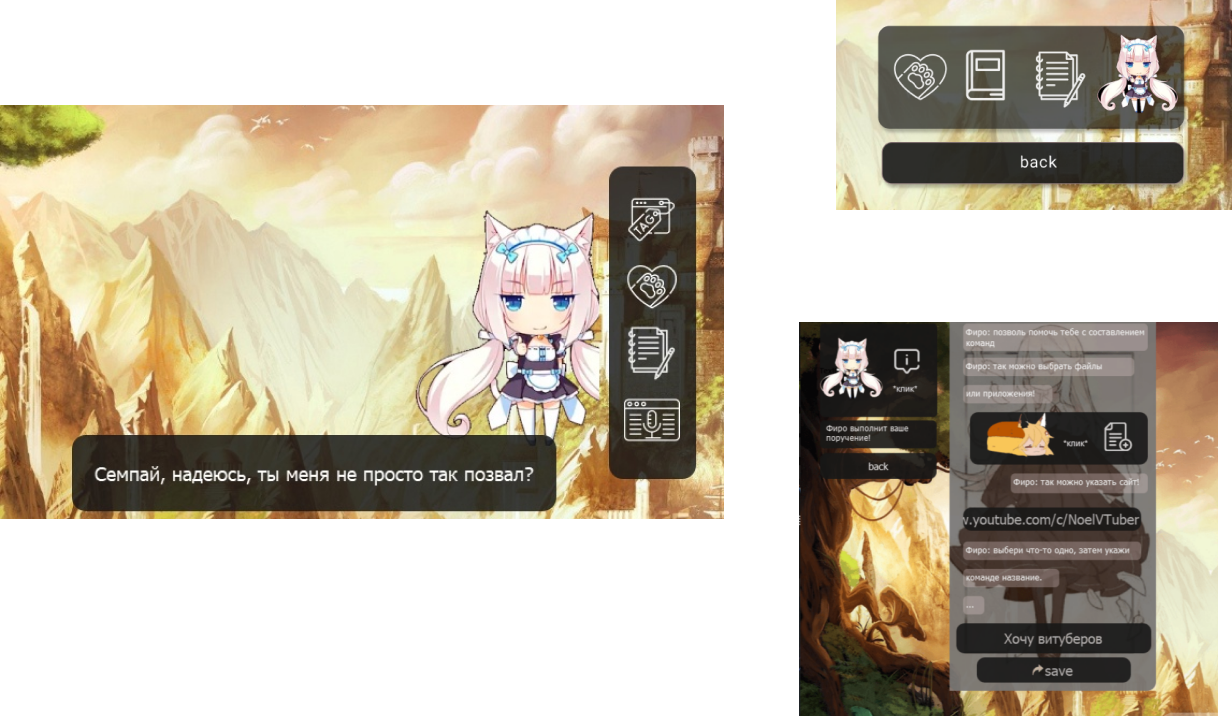 back
TAG
Семпай, надеюсь, ты меня не просто так позвал?
i
*клик*
Фиро выполнит ваше
поручение!
back
Фиро: позволь помочь тебе с составлением
команд
Фиро: так можно выбрать файлы
или приложения!
*клик*
Фиро: так можно указать сайт!
.youtube.com/c/NoelVTuber
Фиро: выбери что-то одно, затем укажи
команде название.
...
Хочу витуберов
save